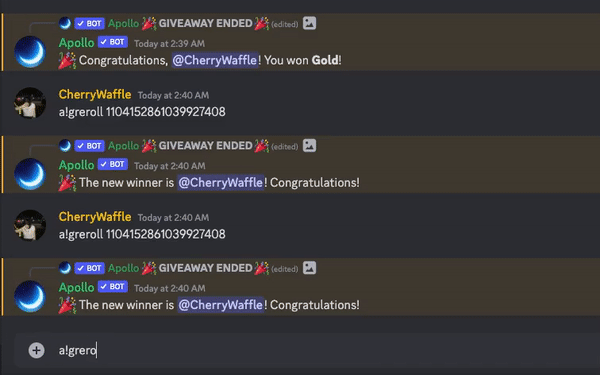 ✓ BOT Apollo 🎉 GIVEAWAY ENDED 🎉 (edited)
Apollo ✓ BOT Today at 2:39 AM
🎉 Congratulations, @CherryWaffle! You won Gold!
CherryWaffle Today at 2:40 AM
a!greroll 1104152861039927408
✓ BOT Apollo 🎉 GIVEAWAY ENDED 🎉 (edited)
Apollo ✓ BOT Today at 2:40 AM
🎉 The new winner is @CherryWaffle! Congratulations!
CherryWaffle Today at 2:40 AM
a!greroll 1104152861039927408
✓ BOT Apollo 🎉 GIVEAWAY ENDED 🎉 (edited)
Apollo ✓ BOT Today at 2:40 AM
🎉 The new winner is @CherryWaffle! Congratulations!
a!grero